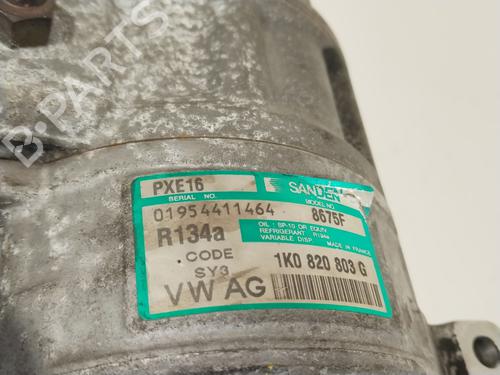 B-PARTS
PXE16
SANDEN
SERIAL NO.
MODEL NO.
01954411464
8675F
OIL : SP-10 OR EQUIV
REFRIGERANT R134a
VARIABLE DISP. MADE IN FRANCE
R134a
CODE
SY3
1K0 820 803 G
VW AG